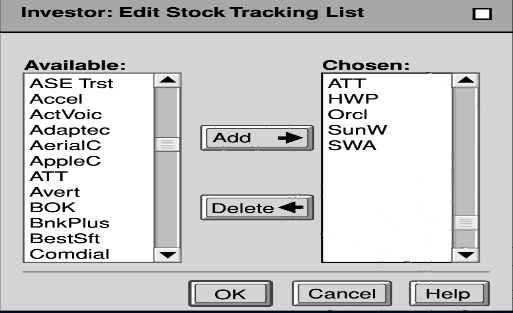 Investor: Edit Stock Tracking List
Available:
ASE Trst
Accel
ActVoic
Adaptec
AerialC
AppleC
ATT
Avert
BOK
BnkPlus
BestSft
Comdial
Add
Delete
Chosen:
ATT
HWP
Orcl
SunW
SWA
OK
Cancel
Help